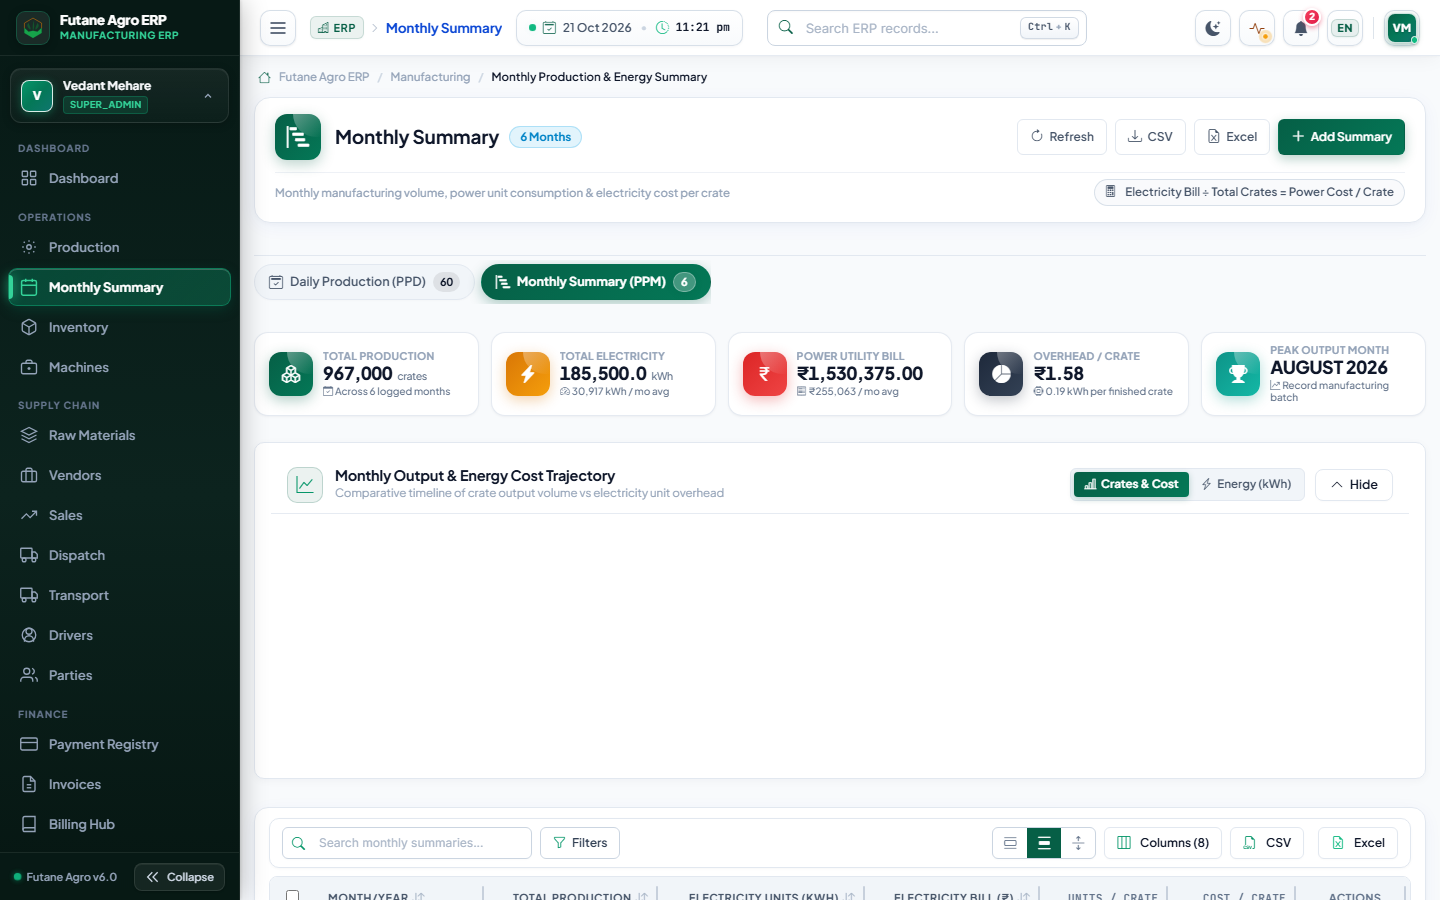 Futane Agro ERP
MANUFACTURING ERP
V
Vedant Mehare
SUPER_ADMIN
DASHBOARD
Dashboard
OPERATIONS
Production
Monthly Summary
Inventory
Machines
SUPPLY CHAIN
Raw Materials
Vendors
Sales
Dispatch
Transport
Drivers
Parties
FINANCE
Payment Registry
Invoices
Billing Hub
Futane Agro v6.0
Collapse
ERP
Monthly Summary
21 Oct 2026
11:21 pm
Search ERP records...
Ctrl + K
2
EN
VM
Futane Agro ERP / Manufacturing / Monthly Production & Energy Summary
Monthly Summary
6 Months
Refresh
CSV
Excel
Add Summary
Monthly manufacturing volume, power unit consumption & electricity cost per crate
Electricity Bill ÷ Total Crates = Power Cost / Crate
Daily Production (PPD) 60
Monthly Summary (PPM) 6
TOTAL PRODUCTION
967,000 crates
Across 6 logged months
TOTAL ELECTRICITY
185,500.0 kWh
30,917 kWh / mo avg
₹
POWER UTILITY BILL
₹1,530,375.00
₹255,063 / mo avg
OVERHEAD / CRATE
₹1.58
0.19 kWh per finished crate
PEAK OUTPUT MONTH
AUGUST 2026
Record manufacturing
batch
Monthly Output & Energy Cost Trajectory
Comparative timeline of crate output volume vs electricity unit overhead
Crates & Cost
Energy (kWh)
Hide
Search monthly summaries...
Filters
Columns (8)
CSV
Excel
MONTH/YEAR
TOTAL PRODUCTION
ELECTRICITY UNITS (KWH)
ELECTRICITY BILL (₹)
UNITS / CRATE
COST / CRATE
ACTIONS